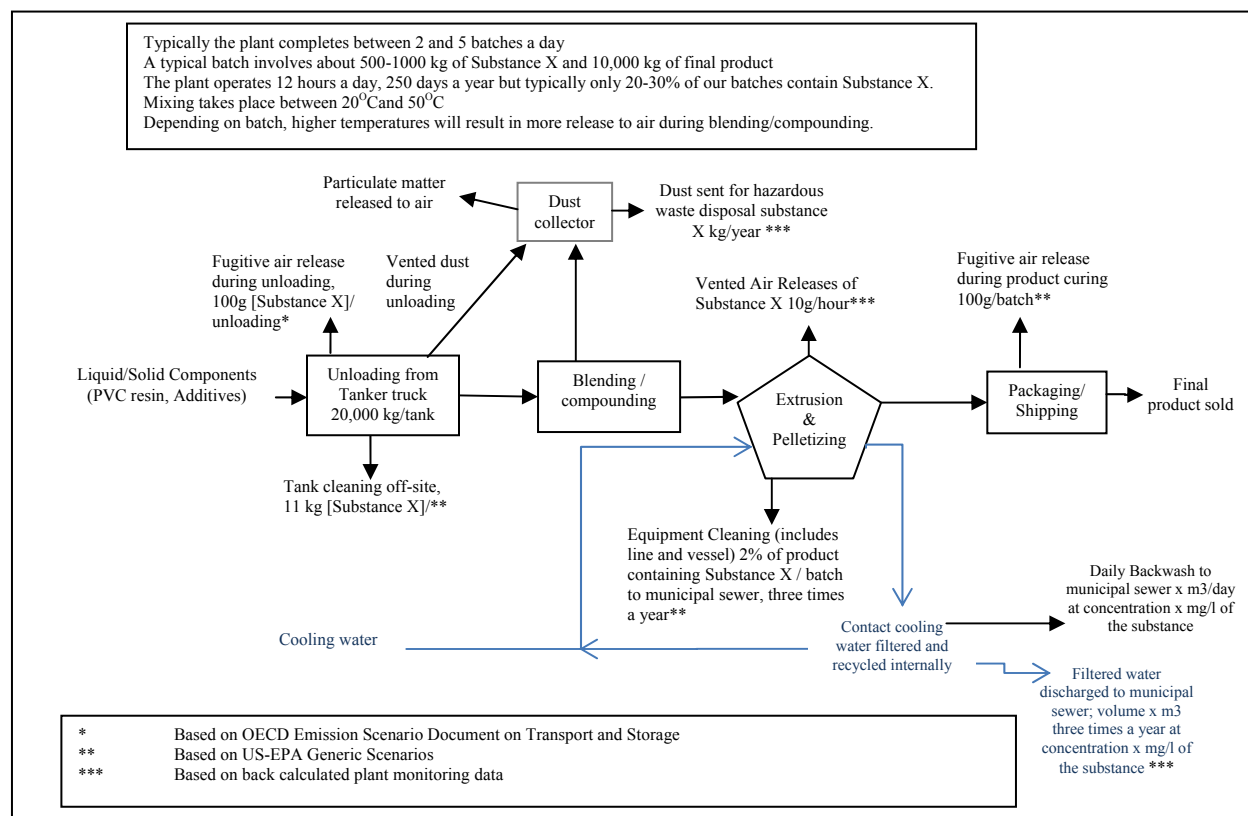 Typically the plant completes between 2 and 5 batches a day
A typical batch involves about 500-1000 kg of Substance X and 10,000 kg of final product
The plant operates 12 hours a day, 250 days a year but typically only 20-30% of our batches contain Substance X.
Mixing takes place between 20⁰Cand 50⁰C
Depending on batch, higher temperatures will result in more release to air during blending/compounding.
Particulate matter
released to air
Dust
collector
Dust sent for hazardous
waste disposal substance
X kg/year ***
Fugitive air release
during unloading,
100g [Substance X]/
unloading*
Vented dust
during
unloading
Vented Air Releases of
Substance X 10g/hour***
Fugitive air release
during product curing
100g/batch**
Liquid/Solid Components
(PVC resin, Additives)
Unloading from
Tanker truck
20,000 kg/tank
Blending /
compounding
Extrusion
&
Pelletizing
Packaging/
Shipping
Final
product sold
Tank cleaning off-site,
11 kg [Substance X]/**
Equipment Cleaning (includes
line and vessel) 2% of product
containing Substance X / batch
to municipal sewer, three times
a year**
Daily Backwash to
municipal sewer x m3/day
at concentration x mg/l of
the substance
Cooling water
Contact cooling
water filtered and
recycled internally
Filtered water
discharged to municipal
sewer; volume x m3
three times a year at
concentration x mg/l of
the substance ***
* Based on OECD Emission Scenario Document on Transport and Storage
** Based on US-EPA Generic Scenarios
*** Based on back calculated plant monitoring data